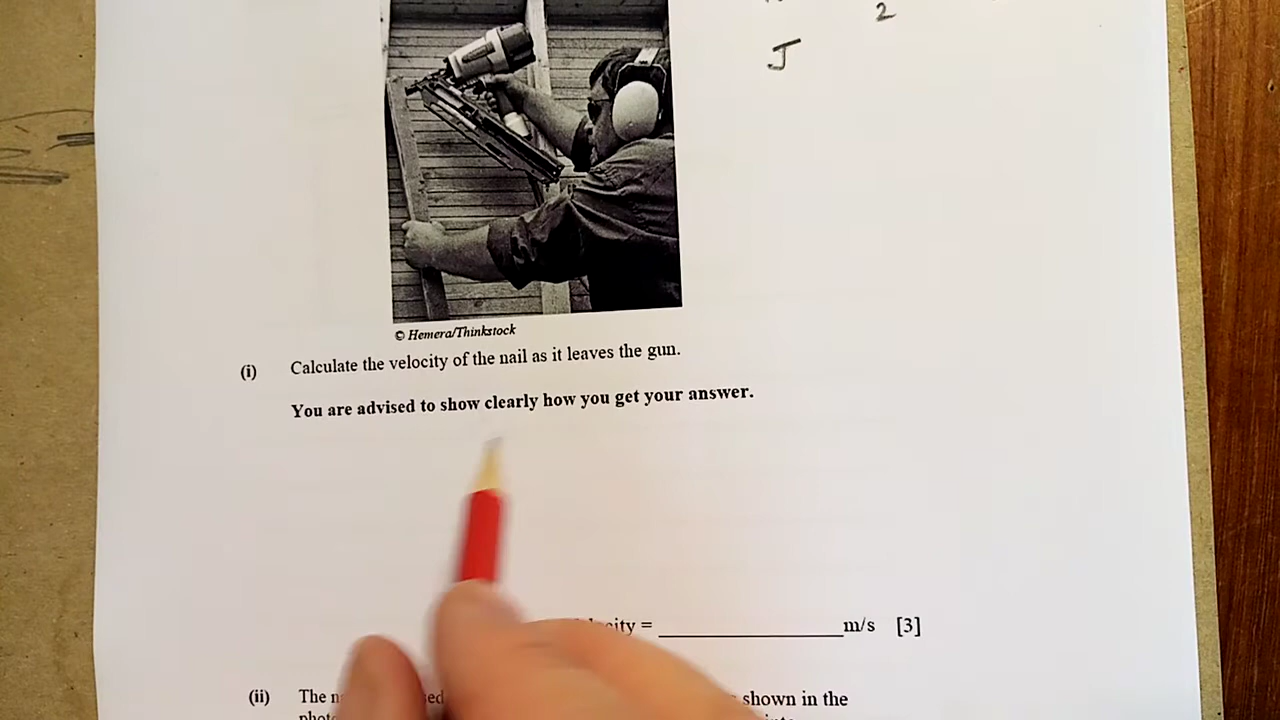 2
J
© Hemera/Thinkstock
(i) Calculate the velocity of the nail as it leaves the gun.
You are advised to show clearly how you get your answer.
= m/s [3]
(ii) The shown in the